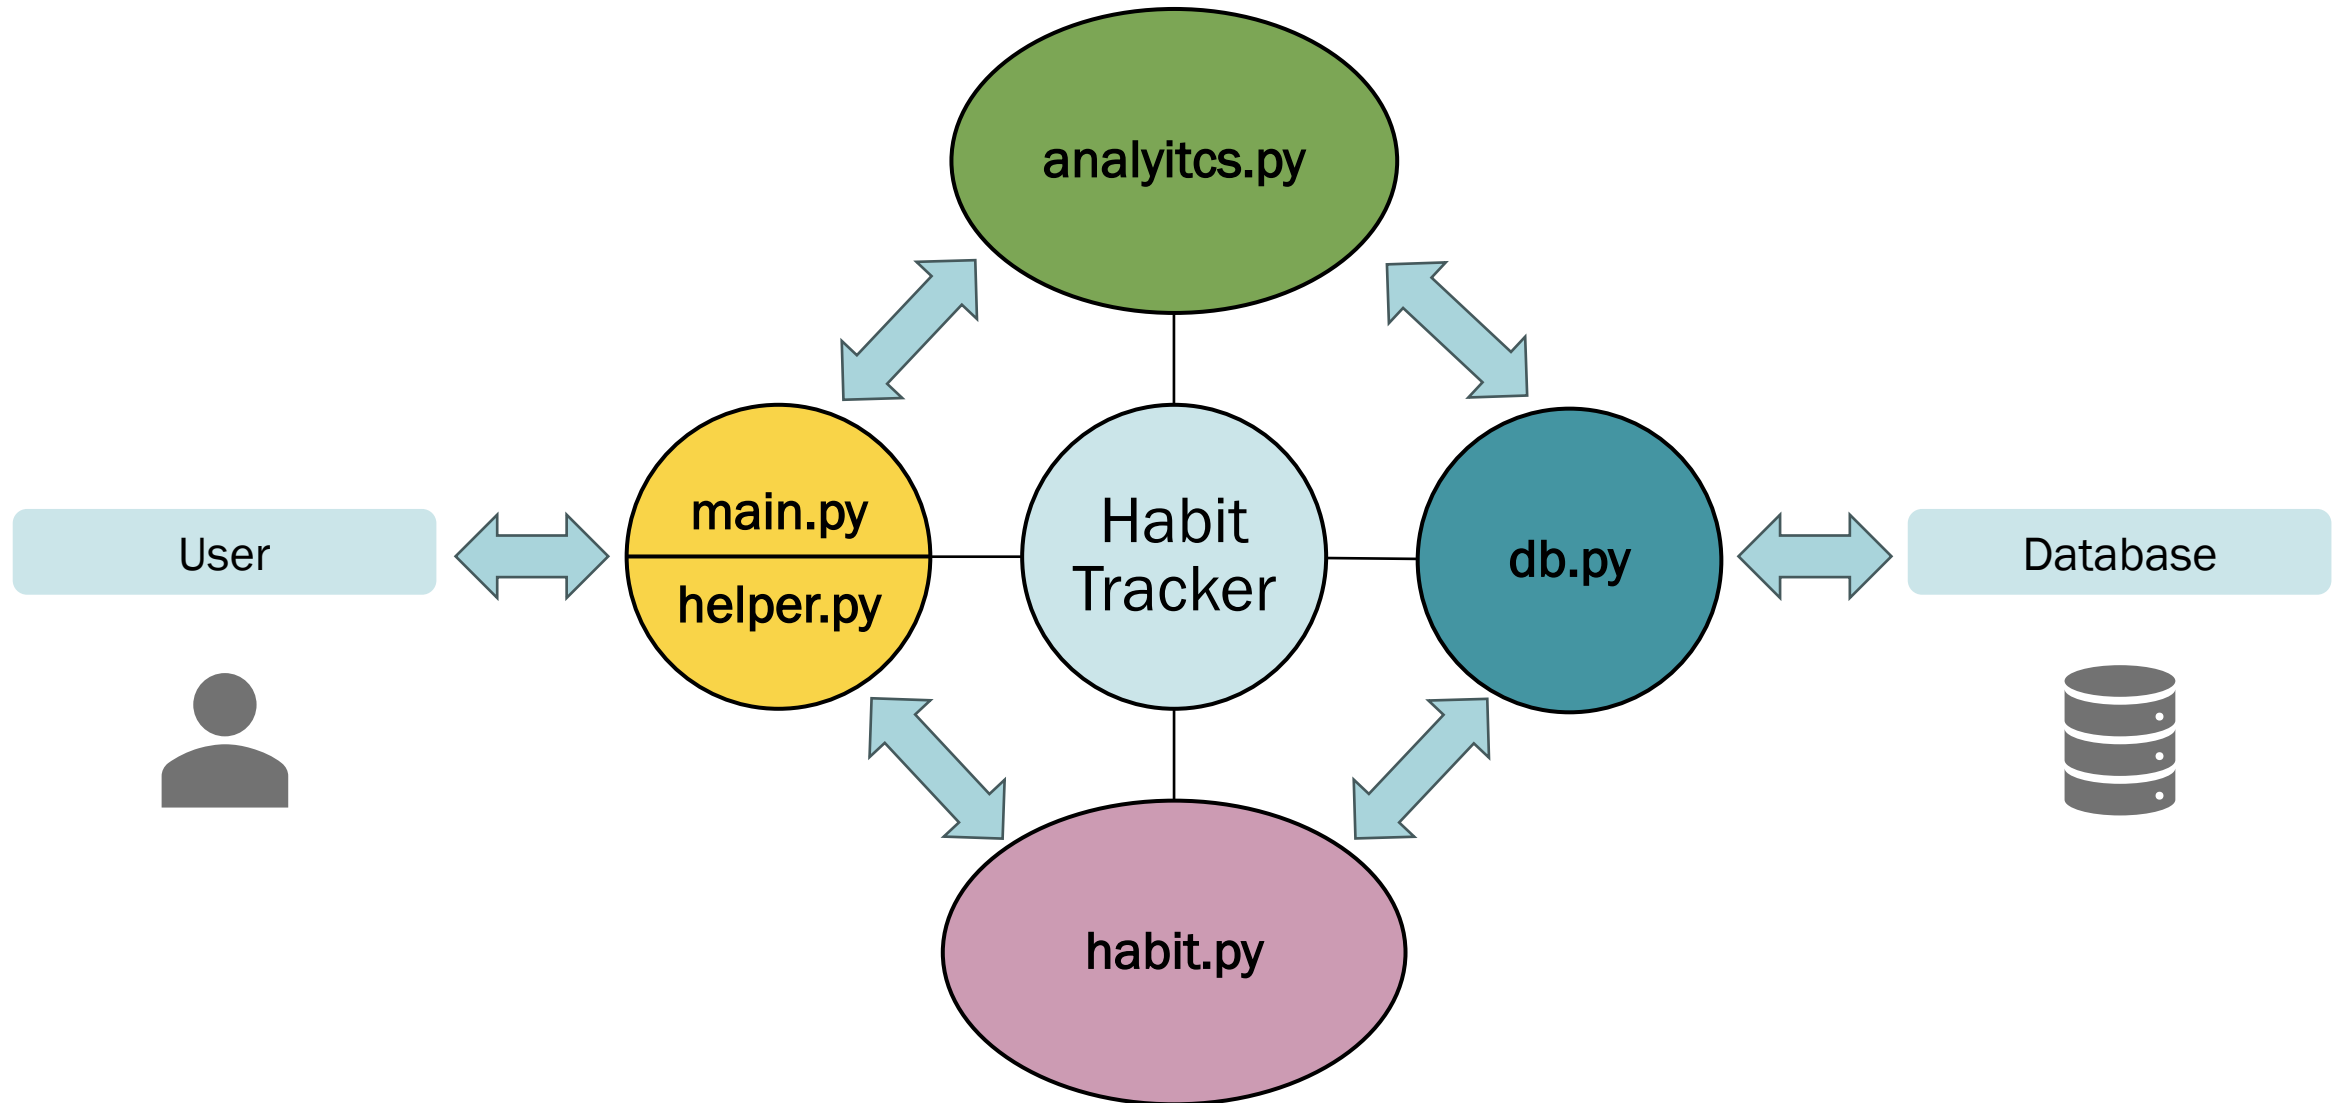 analyitcs.py
User
main.py
helper.py
Habit
Tracker
db.py
Database
habit.py